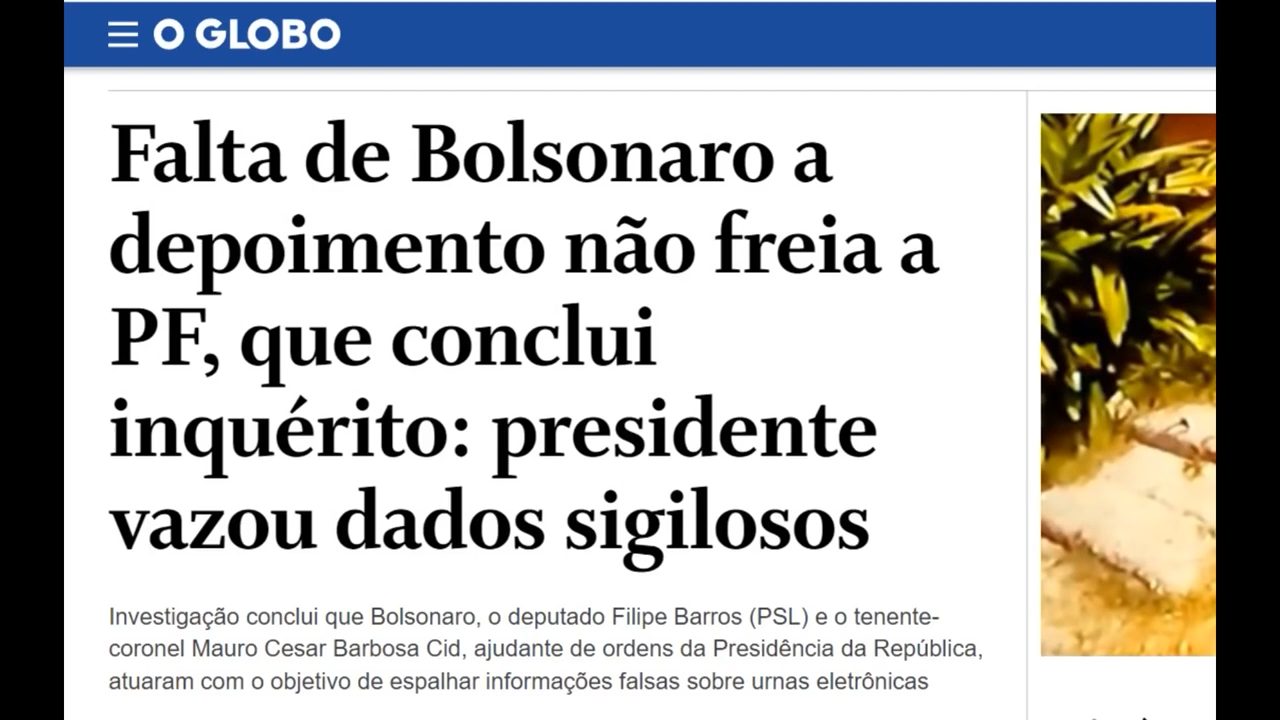 O GLOBO
Falta de Bolsonaro a
depoimento não freia a
PF, que conclui
inquérito: presidente
vazou dados sigilosos
Investigação conclui que Bolsonaro, o deputado Filipe Barros (PSL) e o tenente-
coronel Mauro Cesar Barbosa Cid, ajudante de ordens da Presidência da República,
atuaram com o objetivo de espalhar informações falsas sobre urnas eletrônicas